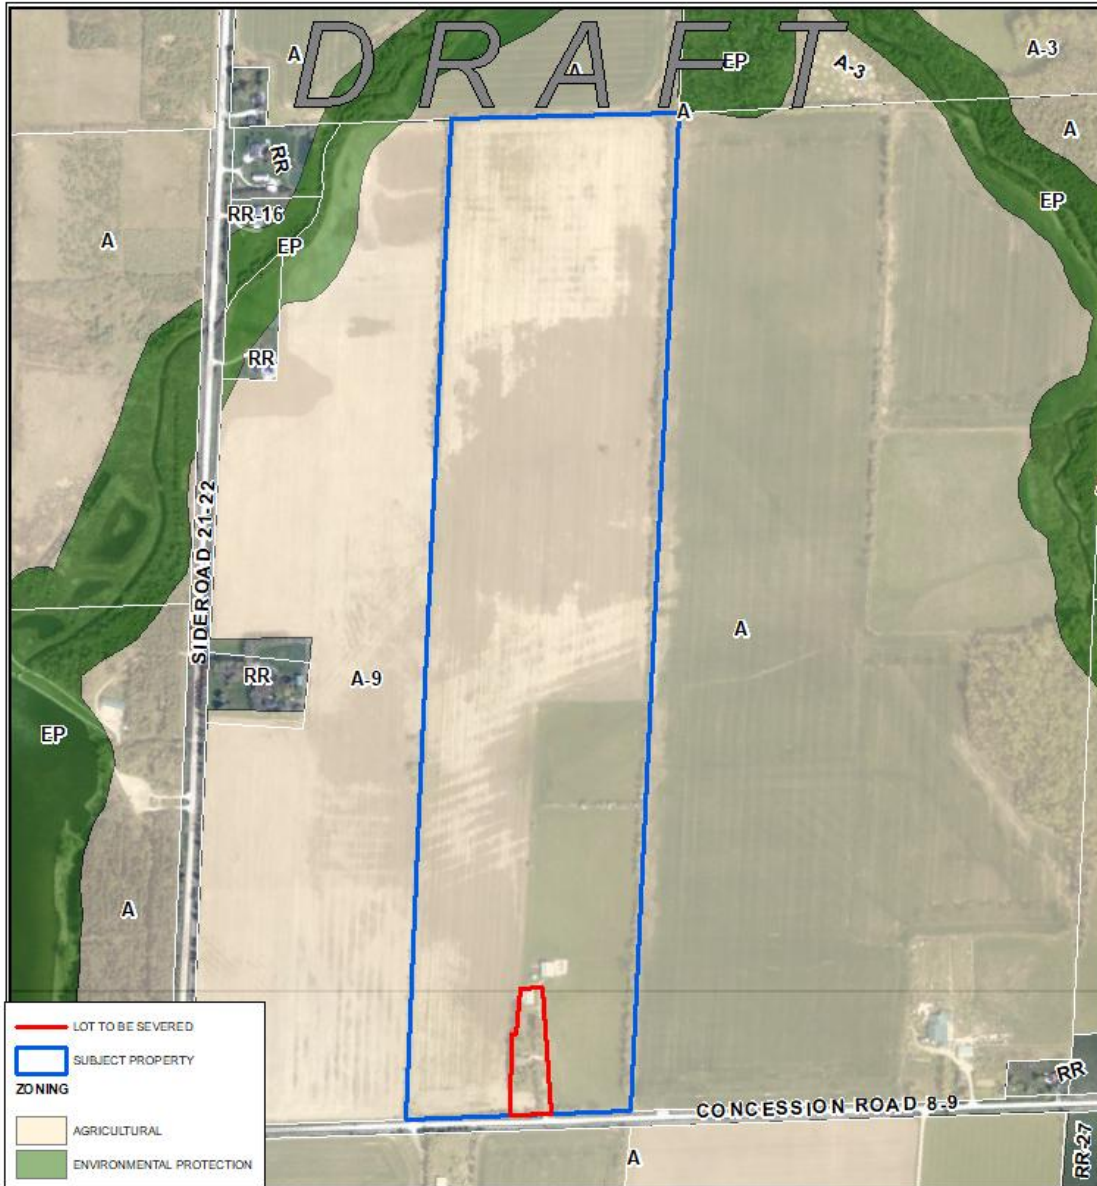 DRAFT
A
A
EP
A-3
A-3
A
A
RR
RR-16
EP
A
EP
RR
SIDEROAD 21-22
A
RR
A-9
EP
A
LOT TO BE SEVERED
SUBJECT PROPERTY
ZONING
AGRICULTURAL
ENVIRONMENTAL PROTECTION
CONCESSION ROAD 8-9
RR
A
RR-27